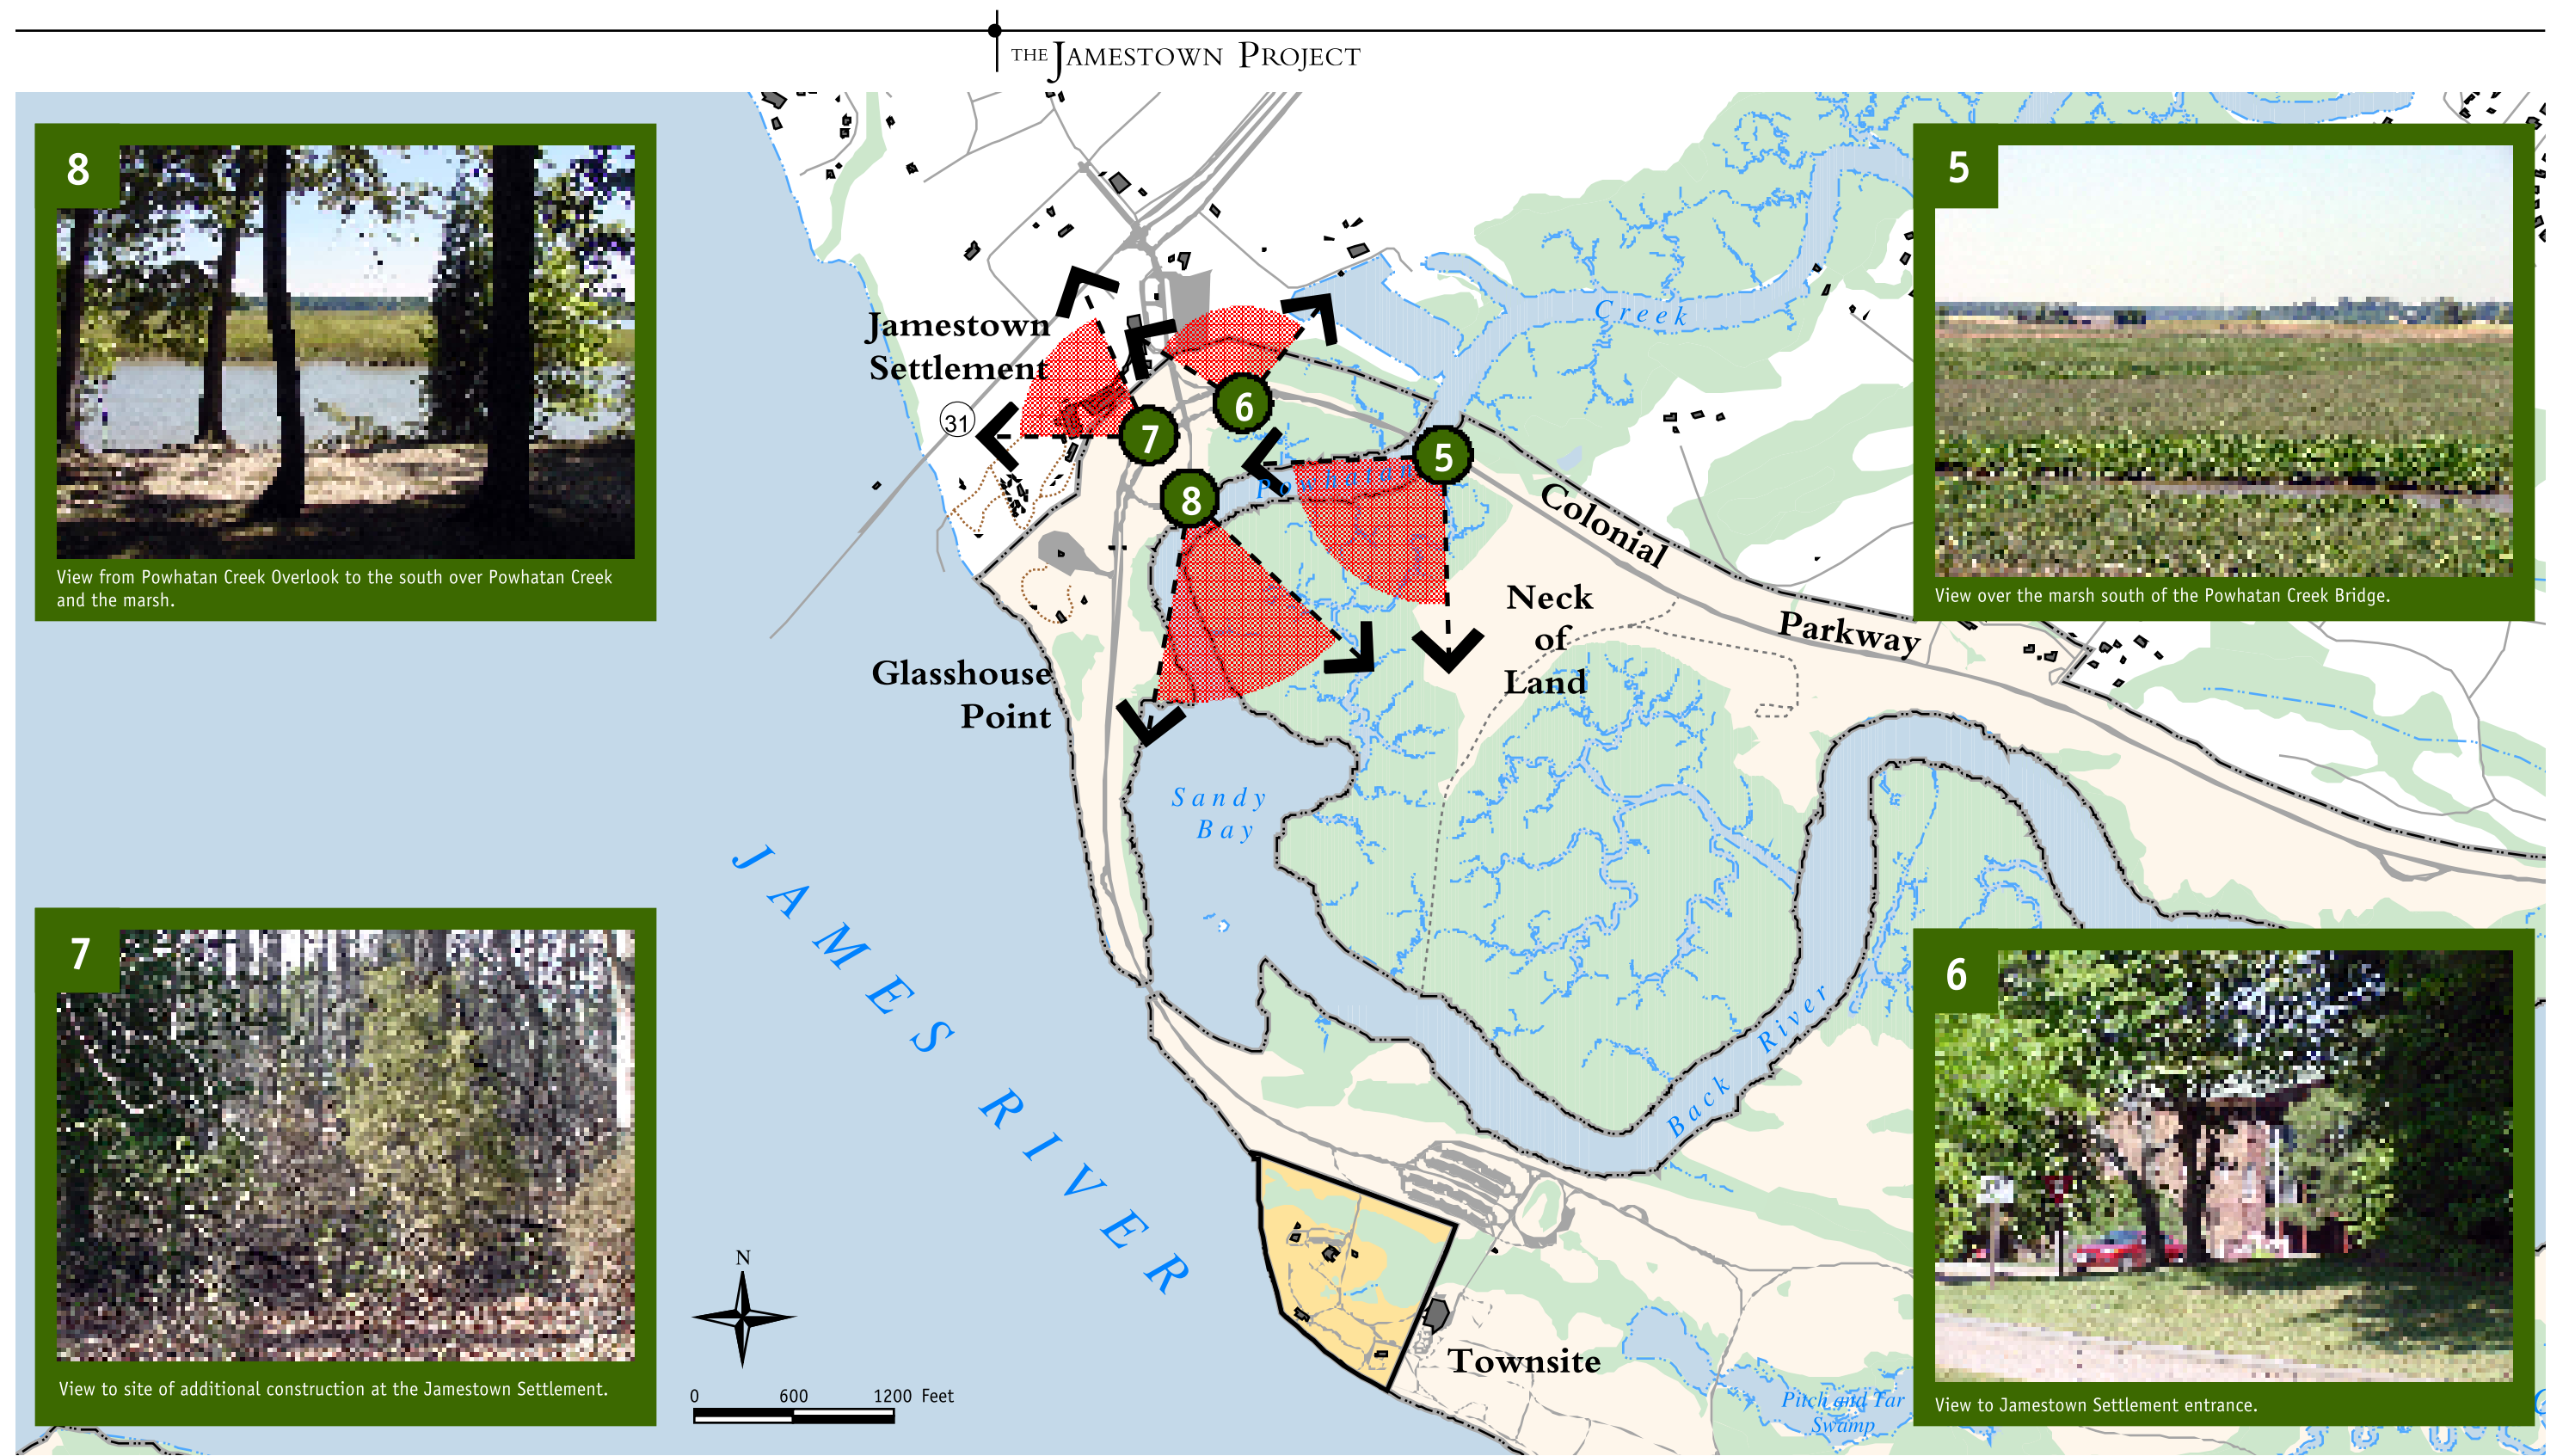 THE JAMESTOWN PROJECT
8
View from Powhatan Creek Overlook to the south over Powhatan Creek
and the marsh.
5
View over the marsh south of the Powhatan Creek Bridge.
Creek
Jamestown
Settlement
31
7
6
5
8
Powhatan
Colonial
Parkway
Neck
of
Land
Glasshouse
Point
Sandy
Bay
JAMES RIVER
Back River
7
View to site of additional construction at the Jamestown Settlement.
N
0 600 1200 Feet
Townsite
Pitch and Tar
Swamp
6
View to Jamestown Settlement entrance.